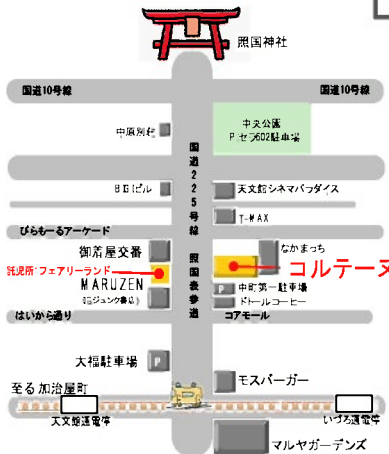 照国神社
国道10号線
国道10号線
中原別荘
中央公園
P:セラ602駐車場
国道225号線
BIGビル
天文館シネマパラダイス
T-MAX
ぴらもーるアーケード
御着屋交番
なかまっち
照国表参道
託児所:フェアリーランド
コルテーヌ
MARUZEN
(旧ジュンク書店)
P 中町第一駐車場
ドトールコーヒー
はいから通り
コアモール
大福駐車場
P
モスバーガー
至る加治屋町
天文館通電停
いづろ通電停
マルヤガーデンズ